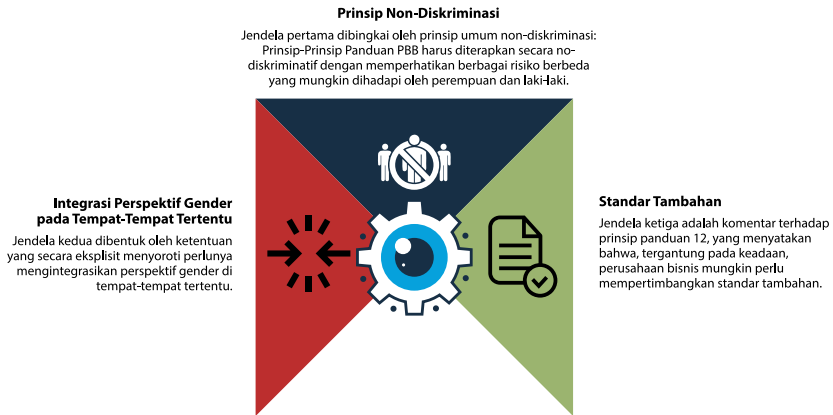 Prinsip Non-Diskriminasi
Jendela pertama dibingkai oleh prinsip umum non-diskriminasi:
Prinsip-Prinsip Panduan PBB harus diterapkan secara no-
diskriminatif dengan memperhatikan berbagai risiko berbeda
yang mungkin dihadapi oleh perempuan dan laki-laki.
Integrasi Perspektif Gender
pada Tempat-Tempat Tertentu
Jendela kedua dibentuk oleh ketentuan
yang secara eksplisit menyoroti perlunya
mengintegrasikan perspektif gender di
tempat-tempat tertentu.
Standar Tambahan
Jendela ketiga adalah komentar terhadap
prinsip panduan 12, yang menyatakan
bahwa, tergantung pada keadaan,
perusahaan bisnis mungkin perlu
mempertimbangkan standar tambahan.